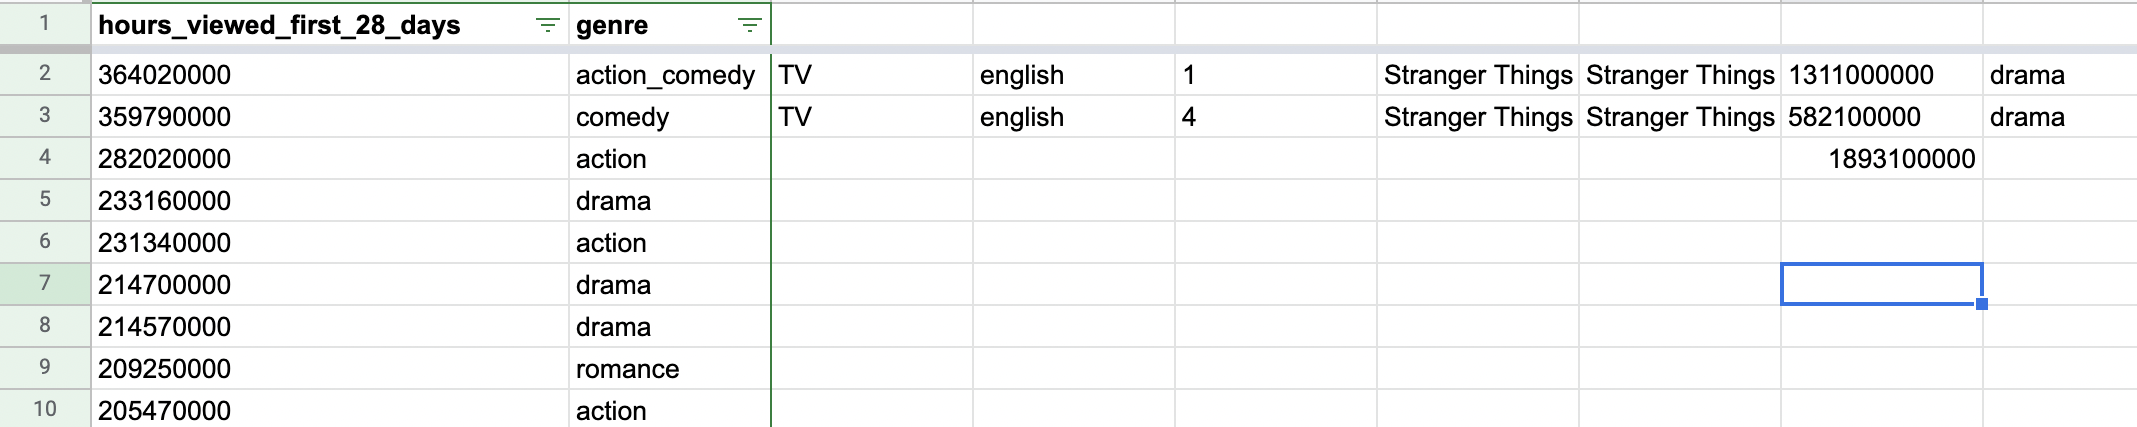 1 hours_viewed_first_28_days genre
2 364020000 action_comedy TV english 1 Stranger Things Stranger Things 1311000000 drama
3 359790000 comedy TV english 4 Stranger Things Stranger Things 582100000 drama
4 282020000 action 1893100000
5 233160000 drama
6 231340000 action
7 214700000 drama
8 214570000 drama
9 209250000 romance
10 205470000 action